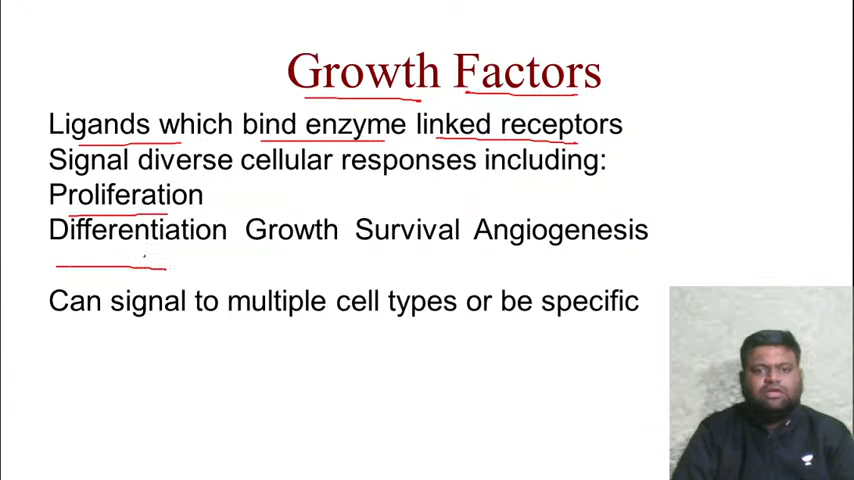 Growth Factors
Ligands which bind enzyme linked receptors
Signal diverse cellular responses including:
Proliferation
Differentiation Growth Survival Angiogenesis
Can signal to multiple cell types or be specific